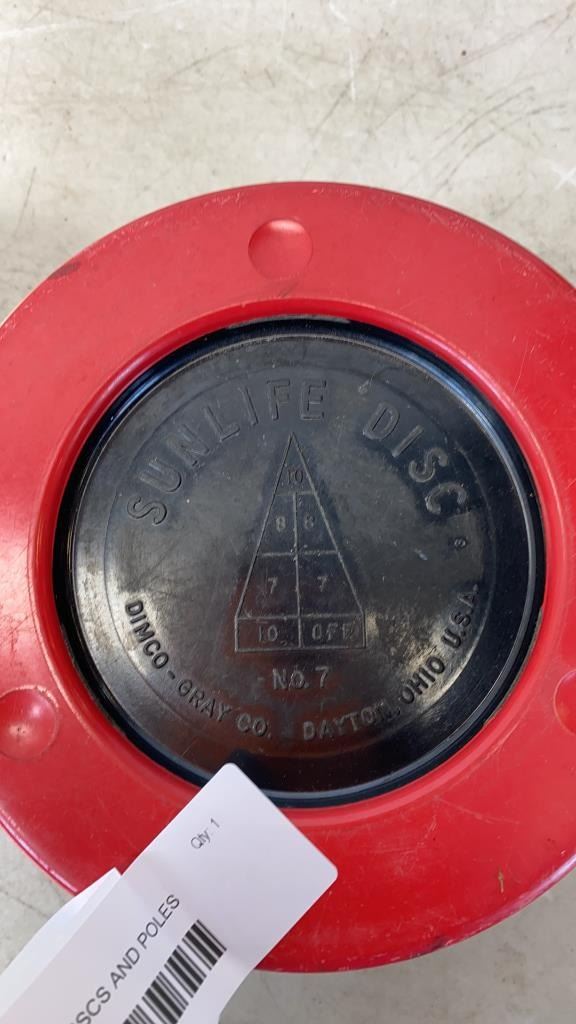 SUNLIFE DISC ®
10
8 8
7 7
10 OFF
NO. 7
DIMCO-GRAY CO. DAYTON, OHIO U.S.A.
Qty: 1
SCS AND POLES